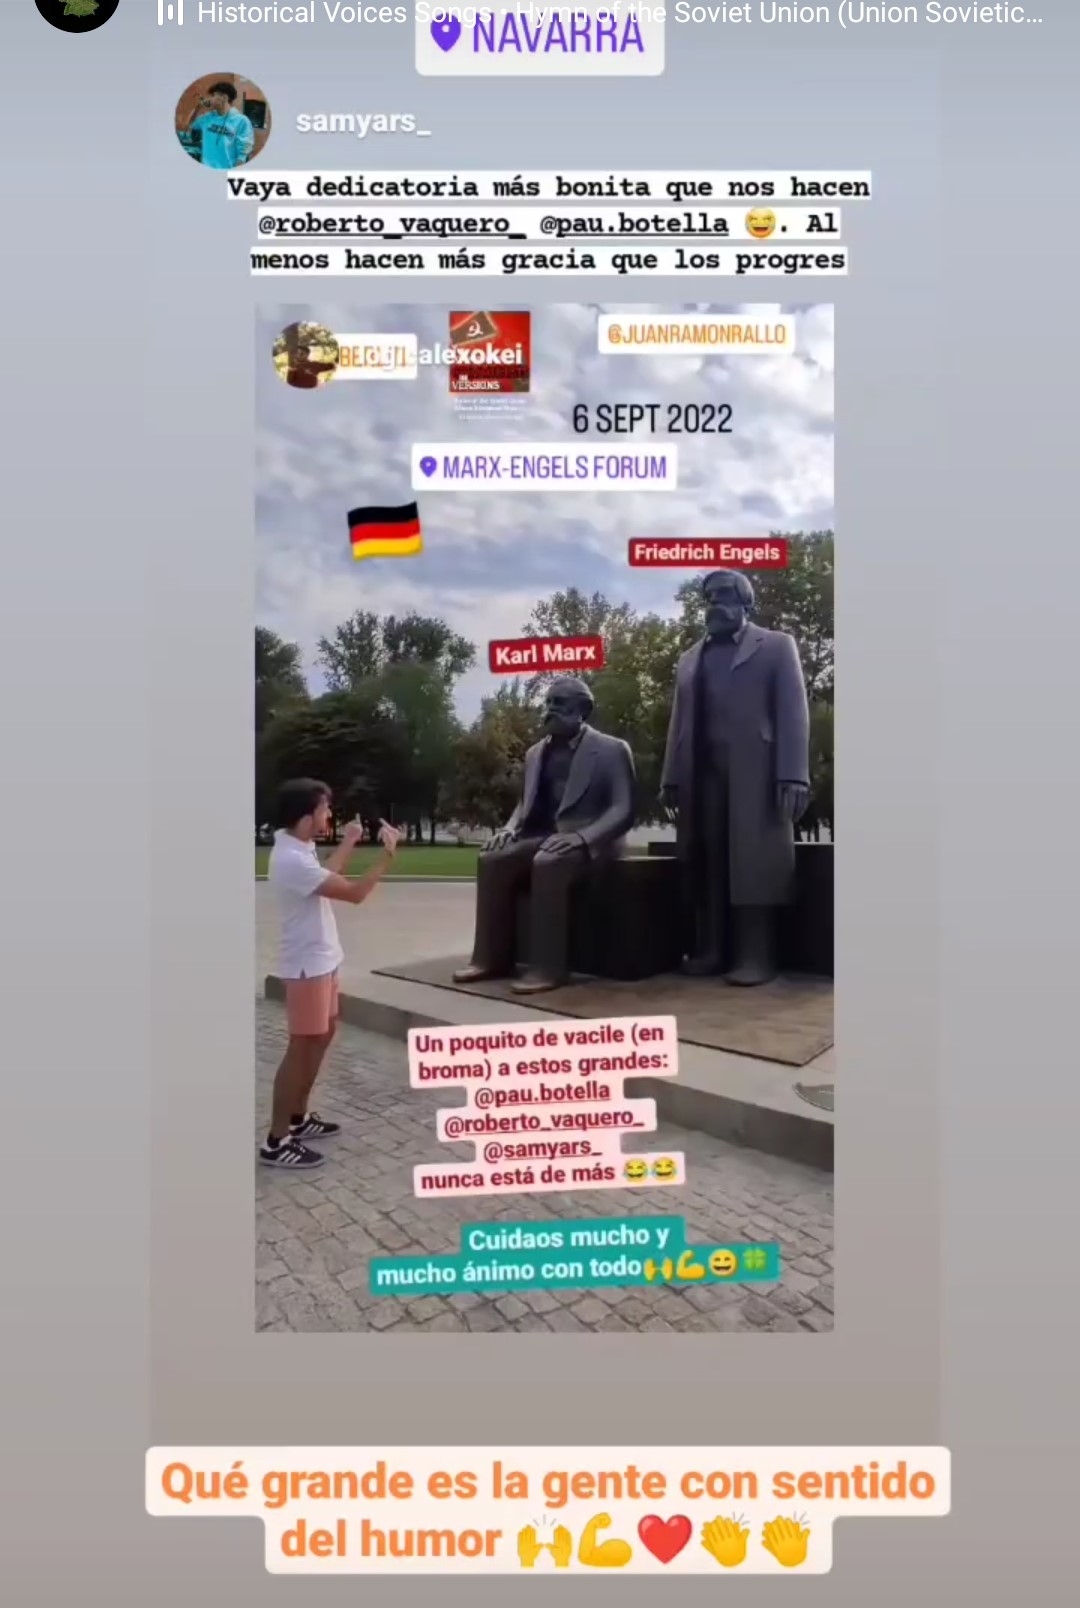 Historical Voices Songs • Hymn of the Soviet Union (Union Sovietic...
NAVARRA
samyars_
Vaya dedicatoria más bonita que nos hacen
@roberto_vaquero_ @pau.botella 😆. Al
menos hacen más gracia que los progres
alexokei
VERSIONS
@JUANRAMONRALLO
6 SEPT 2022
MARX-ENGELS FORUM
Friedrich Engels
Karl Marx
Un poquito de vacile (en
broma) a estos grandes:
@pau.botella
@roberto_vaquero_
@samyars_
nunca está de más 😂😂
Cuidaos mucho y
mucho ánimo con todo🙌💪😄🍀
Qué grande es la gente con sentido
del humor 🙌💪❤️👏👏